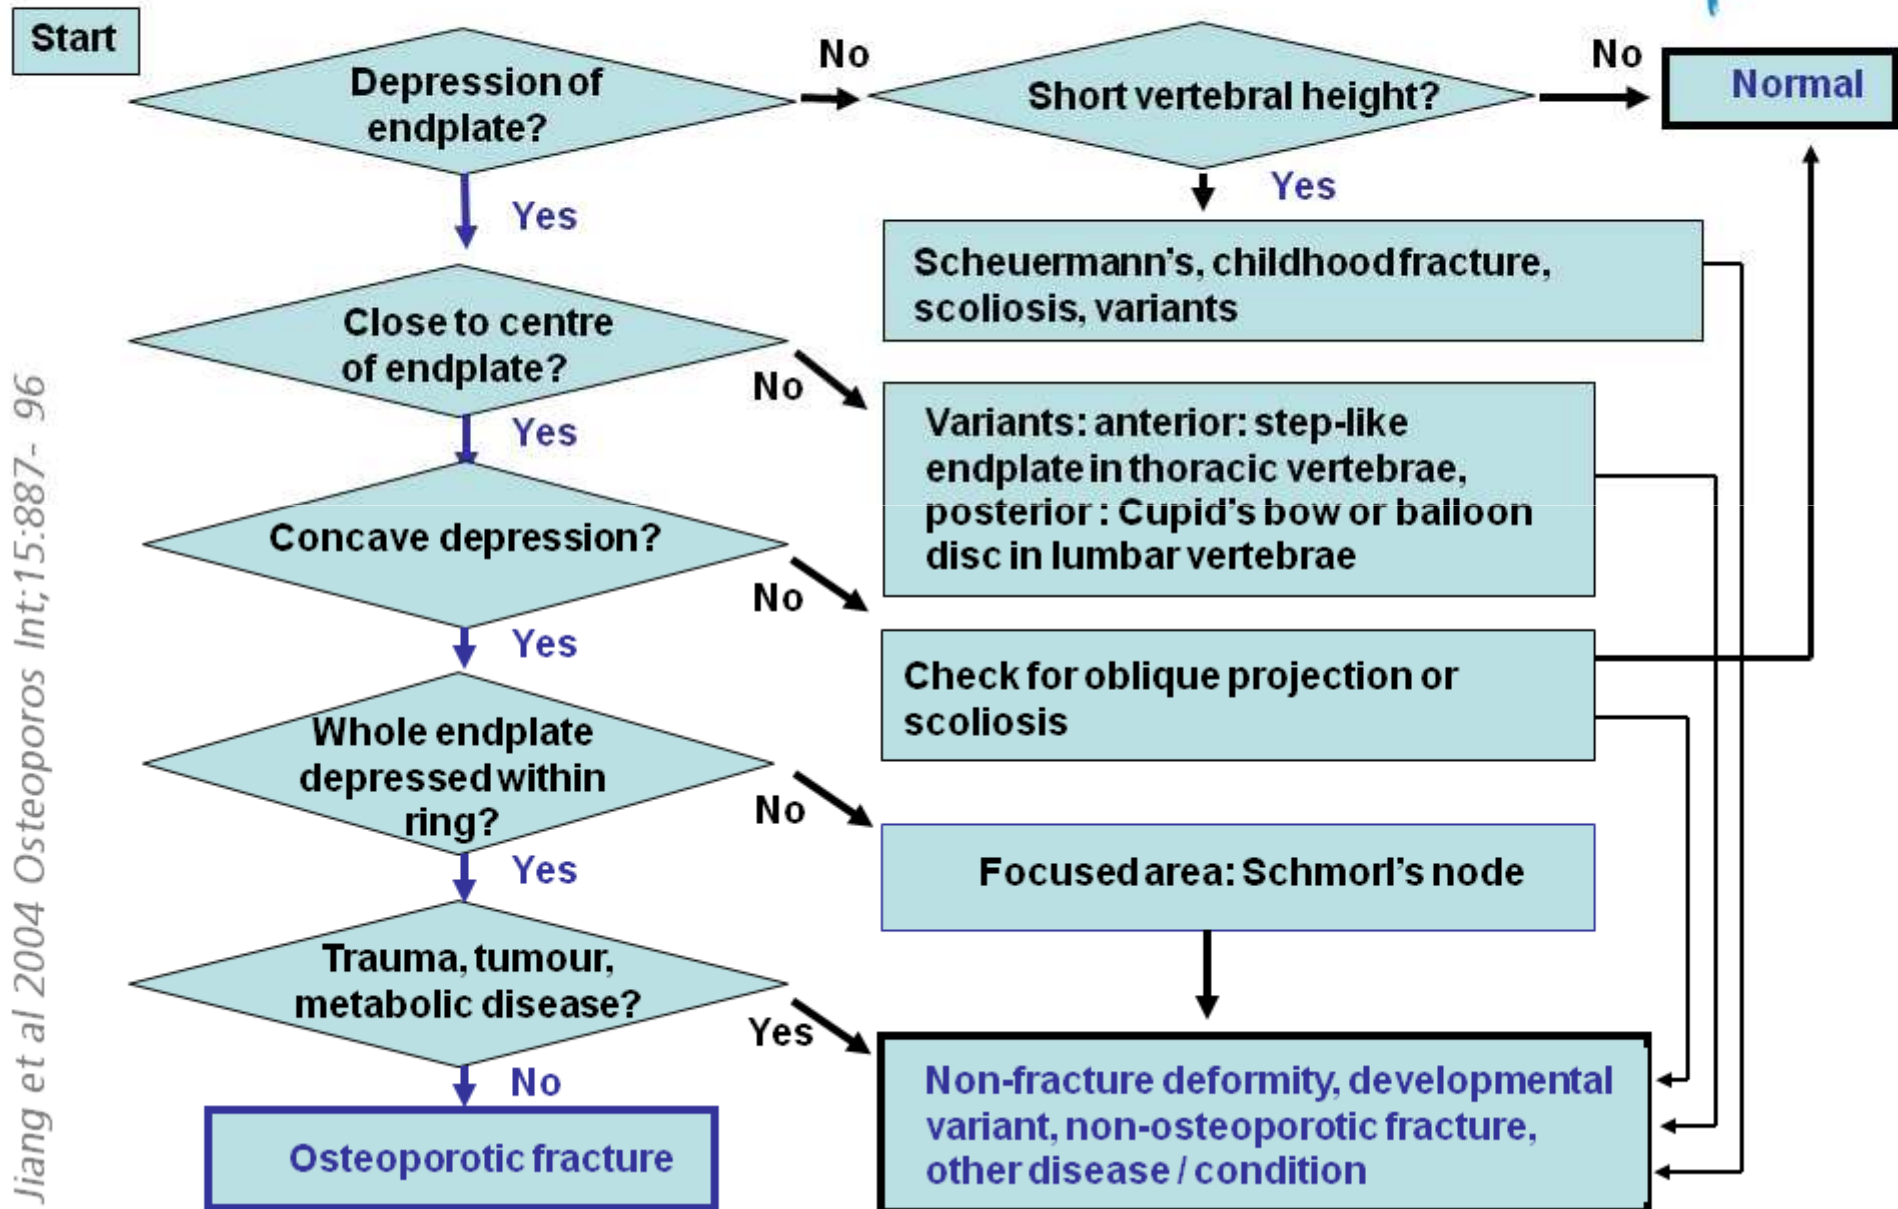 Start
Depression of
endplate?
No
Short vertebral height?
No
Normal
Yes
Yes
Scheuermann's, childhood fracture,
scoliosis, variants
Close to centre
of endplate?
No
Variants: anterior: step-like
endplate in thoracic vertebrae,
posterior : Cupid's bow or balloon
disc in lumbar vertebrae
Yes
Concave depression?
No
Check for oblique projection or
scoliosis
Yes
Whole endplate
depressed within
ring?
No
Focused area: Schmorl's node
Yes
Trauma, tumour,
metabolic disease?
Yes
Non-fracture deformity, developmental
variant, non-osteoporotic fracture,
other disease / condition
No
Osteoporotic fracture
Jiang et al 2004 Osteoporos Int;15:887- 96